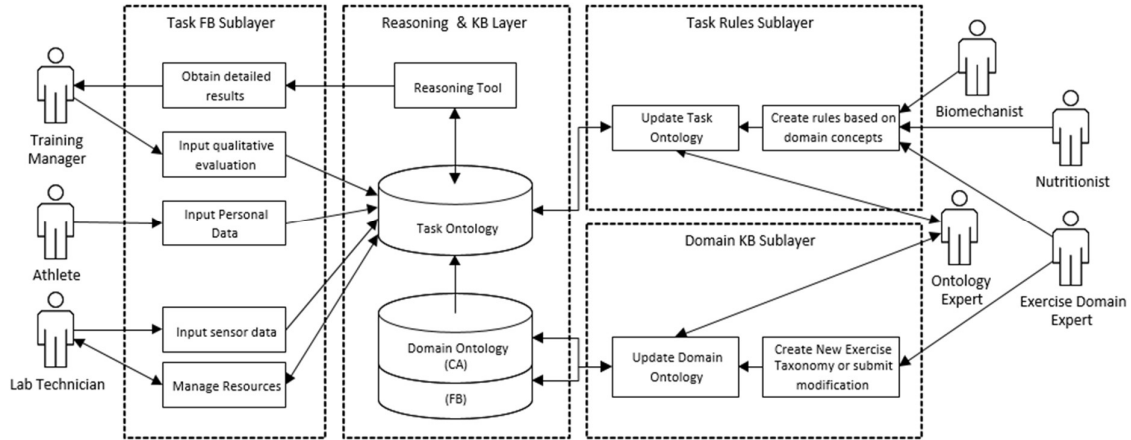 Task FB Sublayer
Reasoning & KB Layer
Task Rules Sublayer
Obtain detailed
results
Reasoning Tool
Training
Manager
Input qualitative
evaluation
Update Task
Ontology
Create rules based on
domain concepts
Biomechanist
Nutritionist
Input Personal
Data
Task Ontology
Athlete
Domain KB Sublayer
Ontology
Expert
Exercise Domain
Expert
Input sensor data
Domain Ontology
(CA)
(FB)
Update Domain
Ontology
Create New Exercise
Taxonomy or submit
modification
Lab Technician
Manage Resources